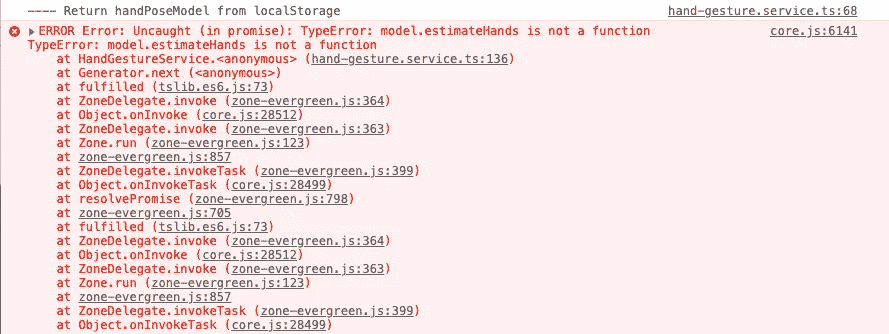 ---- Return handPoseModel from localStorage hand-gesture.service.ts:68
ERROR Error: Uncaught (in promise): TypeError: model.estimateHands is not a function core.js:6141
TypeError: model.estimateHands is not a function
at HandGestureService.<anonymous> (hand-gesture.service.ts:136)
at Generator.next (<anonymous>)
at fulfilled (tslib.es6.js:73)
at ZoneDelegate.invoke (zone-evergreen.js:364)
at Object.onInvoke (core.js:28512)
at ZoneDelegate.invoke (zone-evergreen.js:363)
at Zone.run (zone-evergreen.js:123)
at zone-evergreen.js:857
at ZoneDelegate.invokeTask (zone-evergreen.js:399)
at Object.onInvokeTask (core.js:28499)
at resolvePromise (zone-evergreen.js:798)
at zone-evergreen.js:705
at fulfilled (tslib.es6.js:73)
at ZoneDelegate.invoke (zone-evergreen.js:364)
at Object.onInvoke (core.js:28512)
at ZoneDelegate.invoke (zone-evergreen.js:363)
at Zone.run (zone-evergreen.js:123)
at zone-evergreen.js:857
at ZoneDelegate.invokeTask (zone-evergreen.js:399)
at Object.onInvokeTask (core.js:28499)